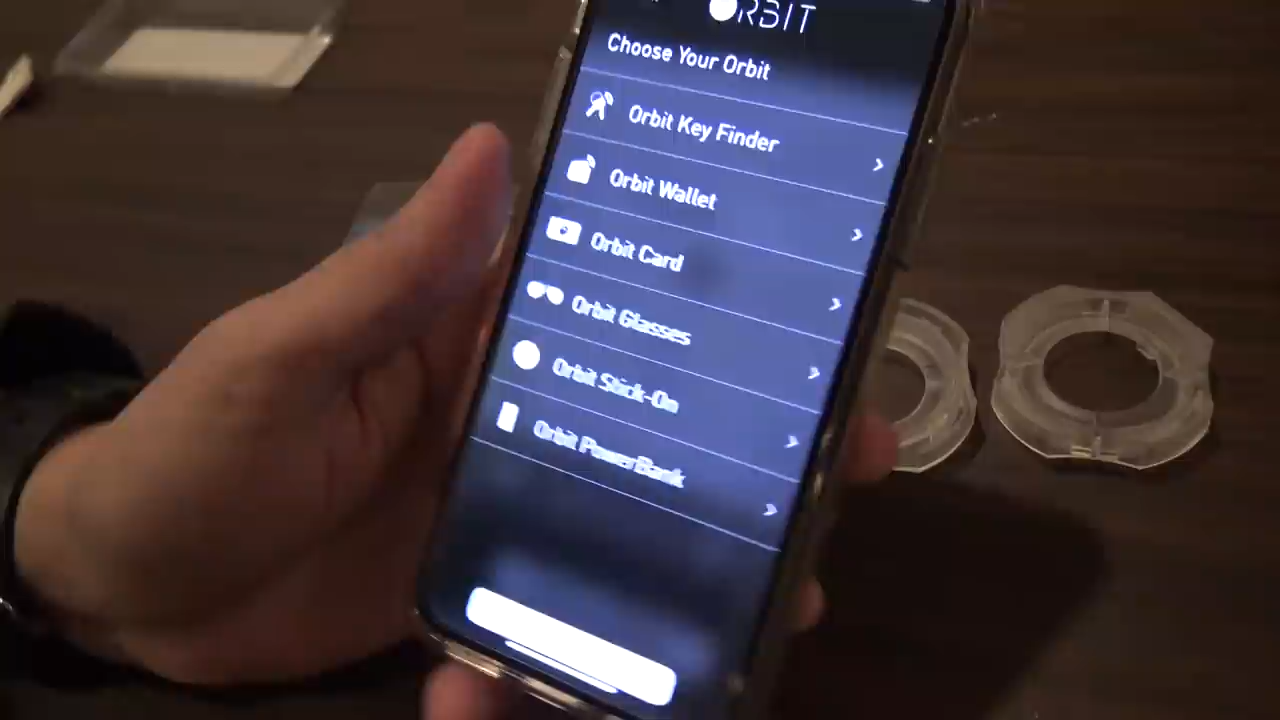 ORBIT
Choose Your Orbit
Orbit Key Finder
Orbit Wallet
Orbit Card
Orbit Glasses
Orbit Stick-On
Orbit PowerBank